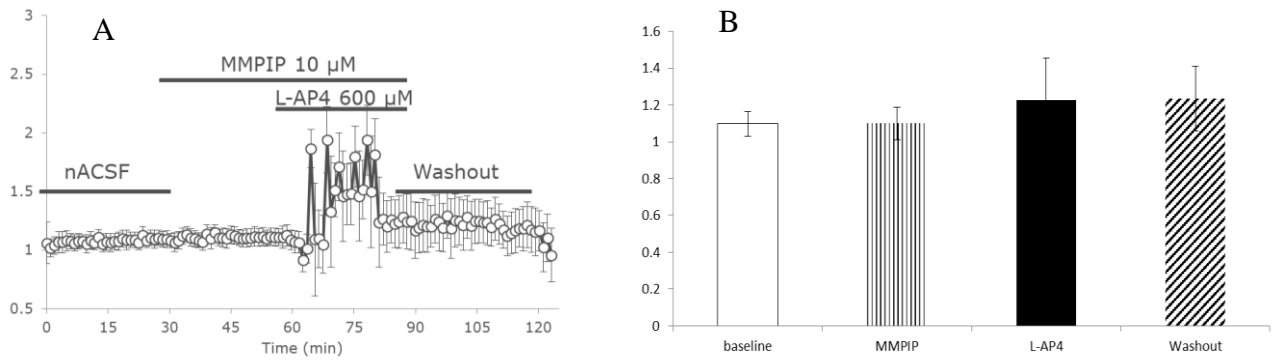 A
3
2.5
2
1.5
1
0.5
MMPIP 10 µM
L-AP4 600 µM
nACSF
Washout
0 15 30 45 60 75 90 105 120
Time (min)
B
1.6
1.4
1.2
1
0.8
0.6
0.4
0.2
0
baseline MMPIP L-AP4 Washout